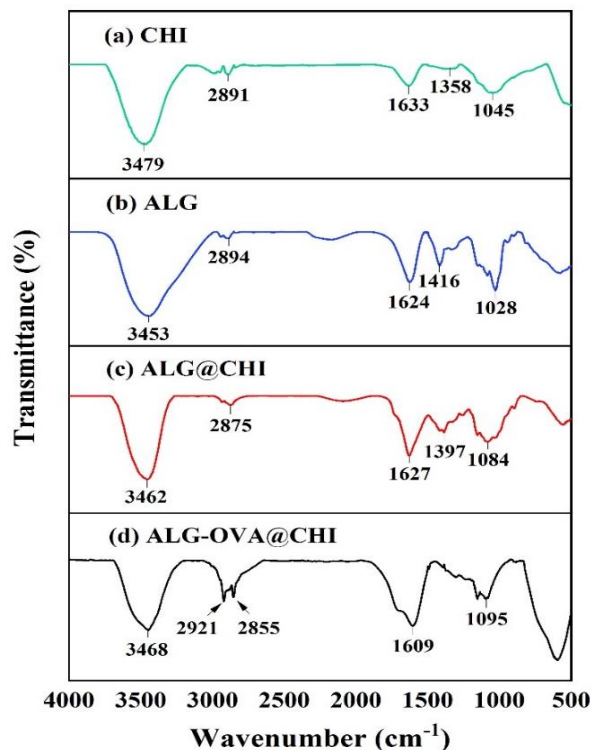 (a) CHI
2891
1633
1358
1045
3479
(b) ALG
2894
1624
1416
1028
3453
(c) ALG@CHI
2875
1627
1397
1084
3462
(d) ALG-OVA@CHI
2921
2855
1609
1095
3468
Transmittance (%)
4000 3500 3000 2500 2000 1500 1000 500
Wavenumber (cm⁻¹)